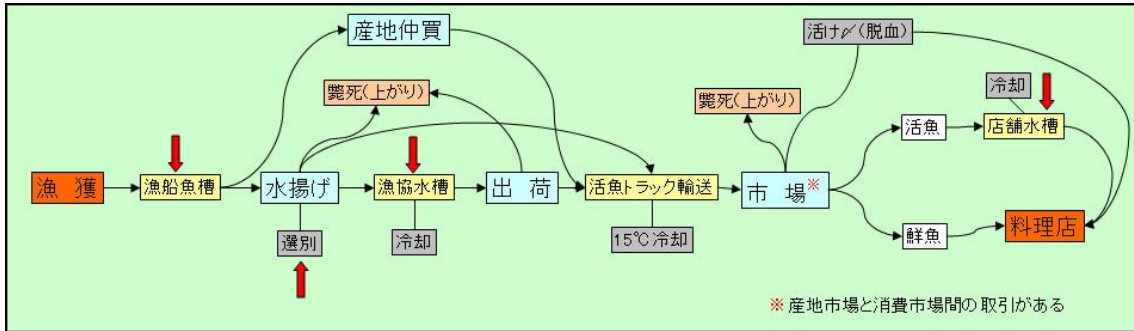 産地仲買
活け〆(脱血)
斃死(上がり)
斃死(上がり)
冷却
漁　獲
漁船魚槽
水揚げ
漁協水槽
出　荷
活魚トラック輸送
市　場※
活魚
店舗水槽
選別
冷却
15℃冷却
鮮魚
料理店
※ 産地市場と消費市場間の取引がある